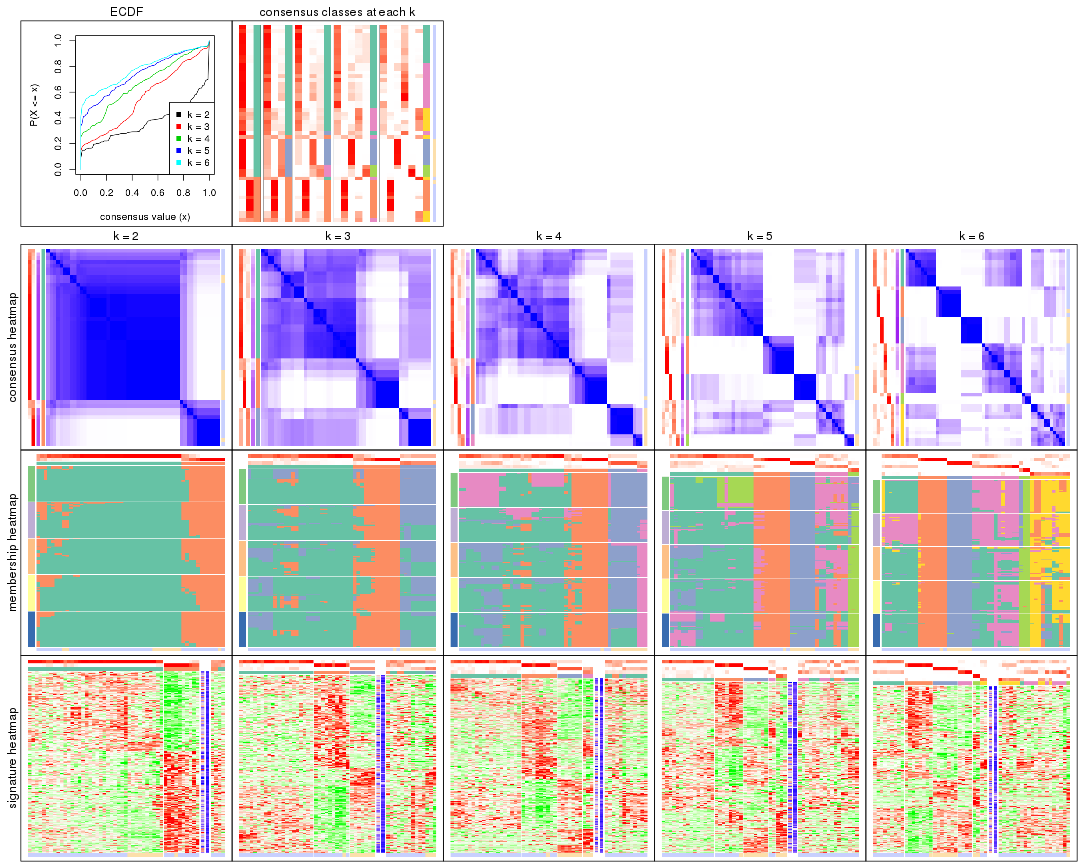 ECDF
consensus classes at each k
P(X <= x)
0.0 0.2 0.4 0.6 0.8 1.0
k = 2
k = 3
k = 4
k = 5
k = 6
0.0 0.2 0.4 0.6 0.8 1.0
consensus value (x)
k = 2
k = 3
k = 4
k = 5
k = 6
consensus heatmap
membership heatmap
signature heatmap